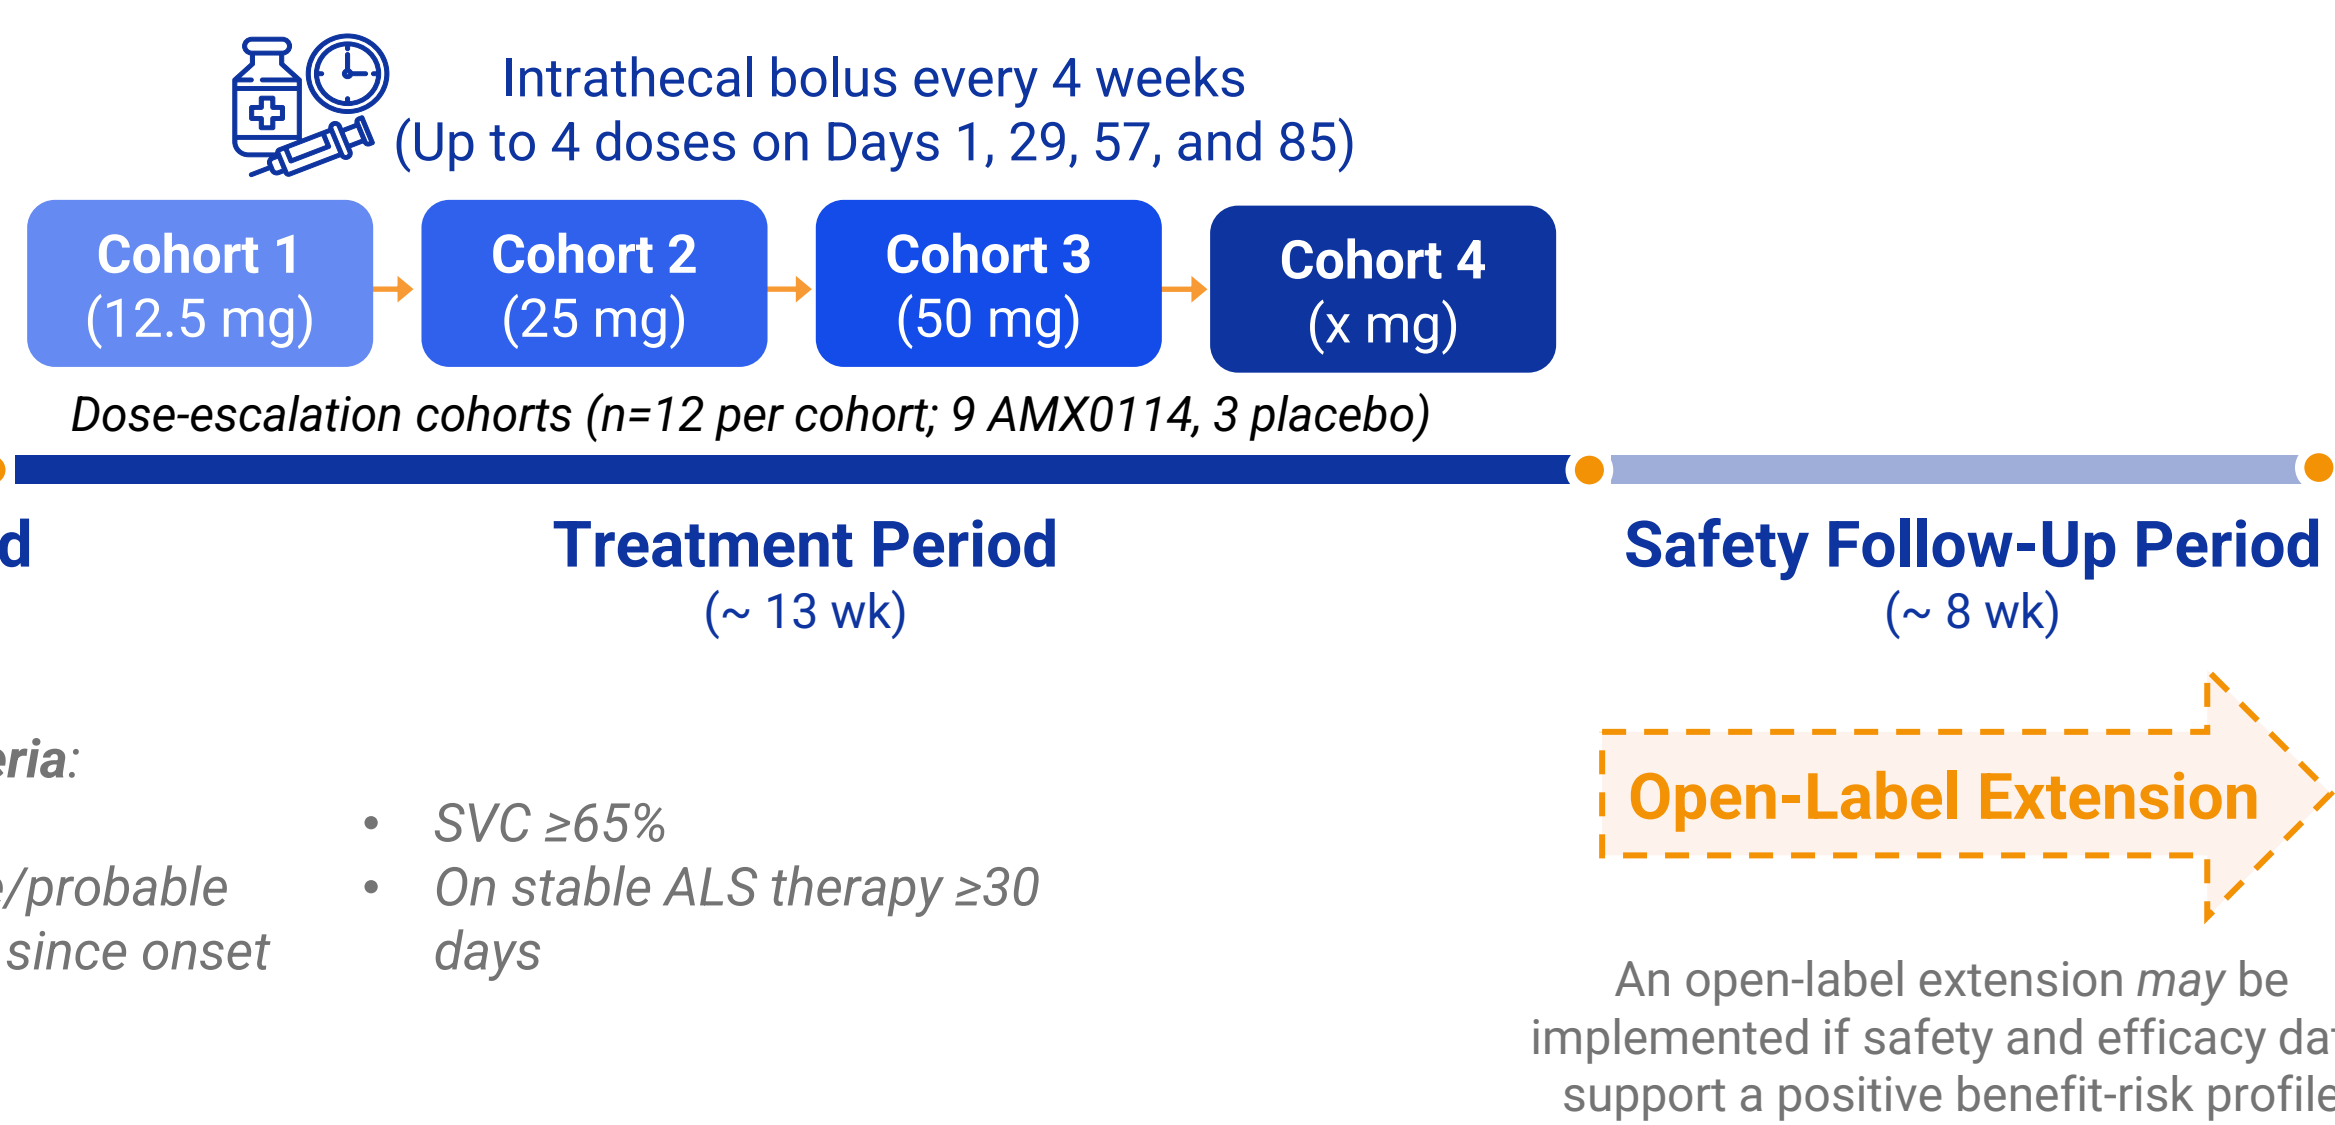 Intrathecal bolus every 4 weeks
(Up to 4 doses on Days 1, 29, 57, and 85)
Cohort 1
(12.5 mg)
Cohort 2
(25 mg)
Cohort 3
(50 mg)
Cohort 4
(x mg)
Dose-escalation cohorts (n=12 per cohort; 9 AMX0114, 3 placebo)
Treatment Period
(~ 13 wk)
Safety Follow-Up Period
(~ 8 wk)
/probable
since onset
• SVC ≥65%
• On stable ALS therapy ≥30
days
Open-Label Extension
An open-label extension may be
implemented if safety and efficacy
support a positive benefit-risk profile